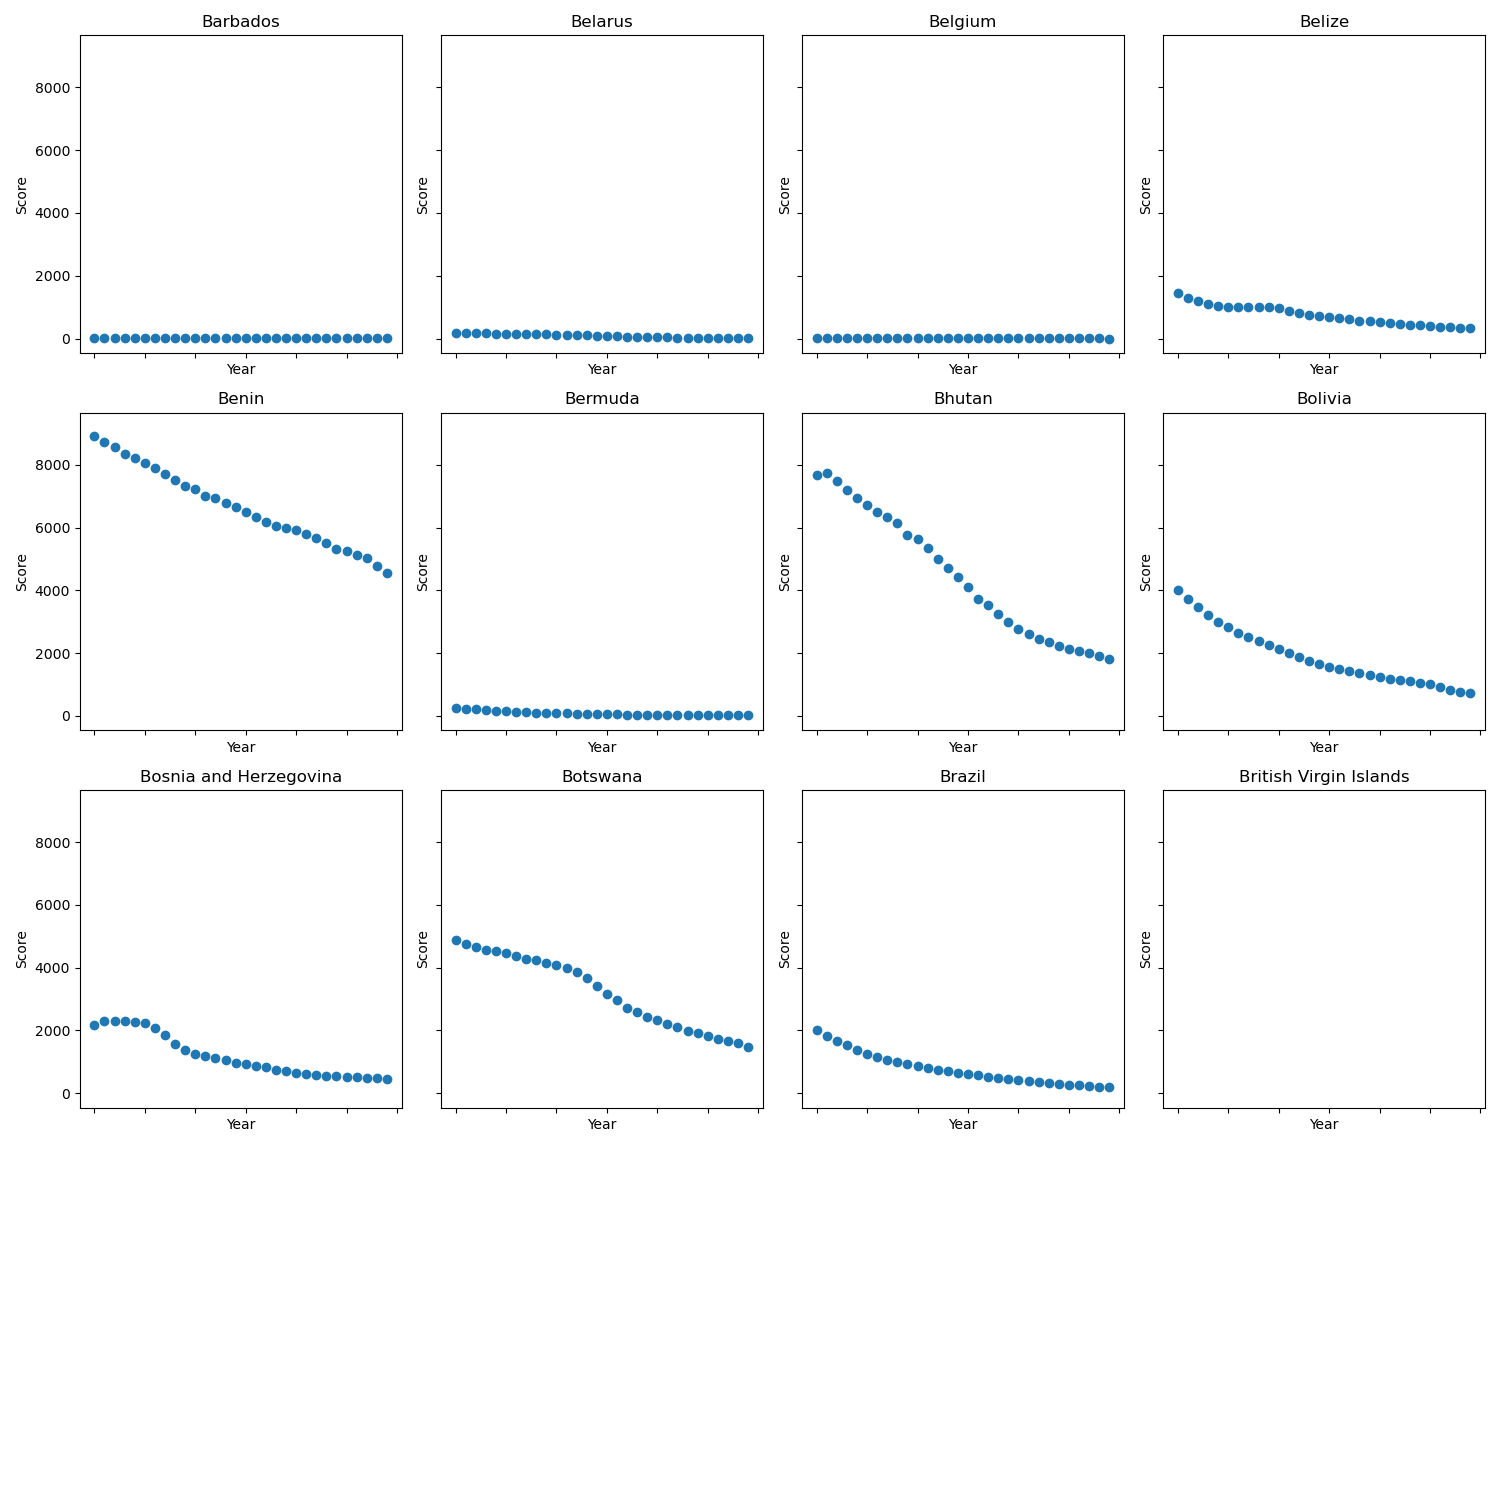 Barbados
Belarus
Belgium
Belize
8000
6000
4000
2000
0
Score
Score
Score
Score
Year
Year
Year
Year
Benin
Bermuda
Bhutan
Bolivia
8000
6000
4000
2000
0
Score
Score
Score
Score
Year
Year
Year
Year
Bosnia and Herzegovina
Botswana
Brazil
British Virgin Islands
8000
6000
4000
2000
0
Score
Score
Score
Score
Year
Year
Year
Year